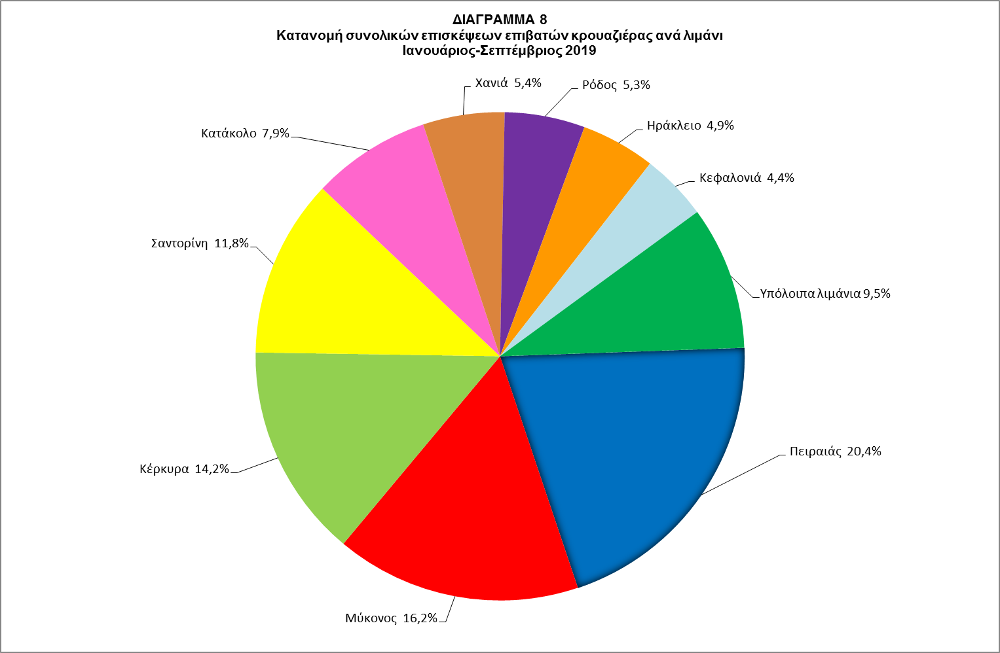 ΔΙΑΓΡΑΜΜΑ 8
Κατανομή συνολικών επισκέψεων επιβατών κρουαζιέρας ανά λιμάνι
Ιανουάριος-Σεπτέμβριος 2019
Χανιά 5,4%
Ρόδος 5,3%
Ηράκλειο 4,9%
Κατάκολο 7,9%
Κεφαλονιά 4,4%
Σαντορίνη 11,8%
Υπόλοιπα λιμάνια 9,5%
Πειραιάς 20,4%
Κέρκυρα 14,2%
Μύκονος 16,2%